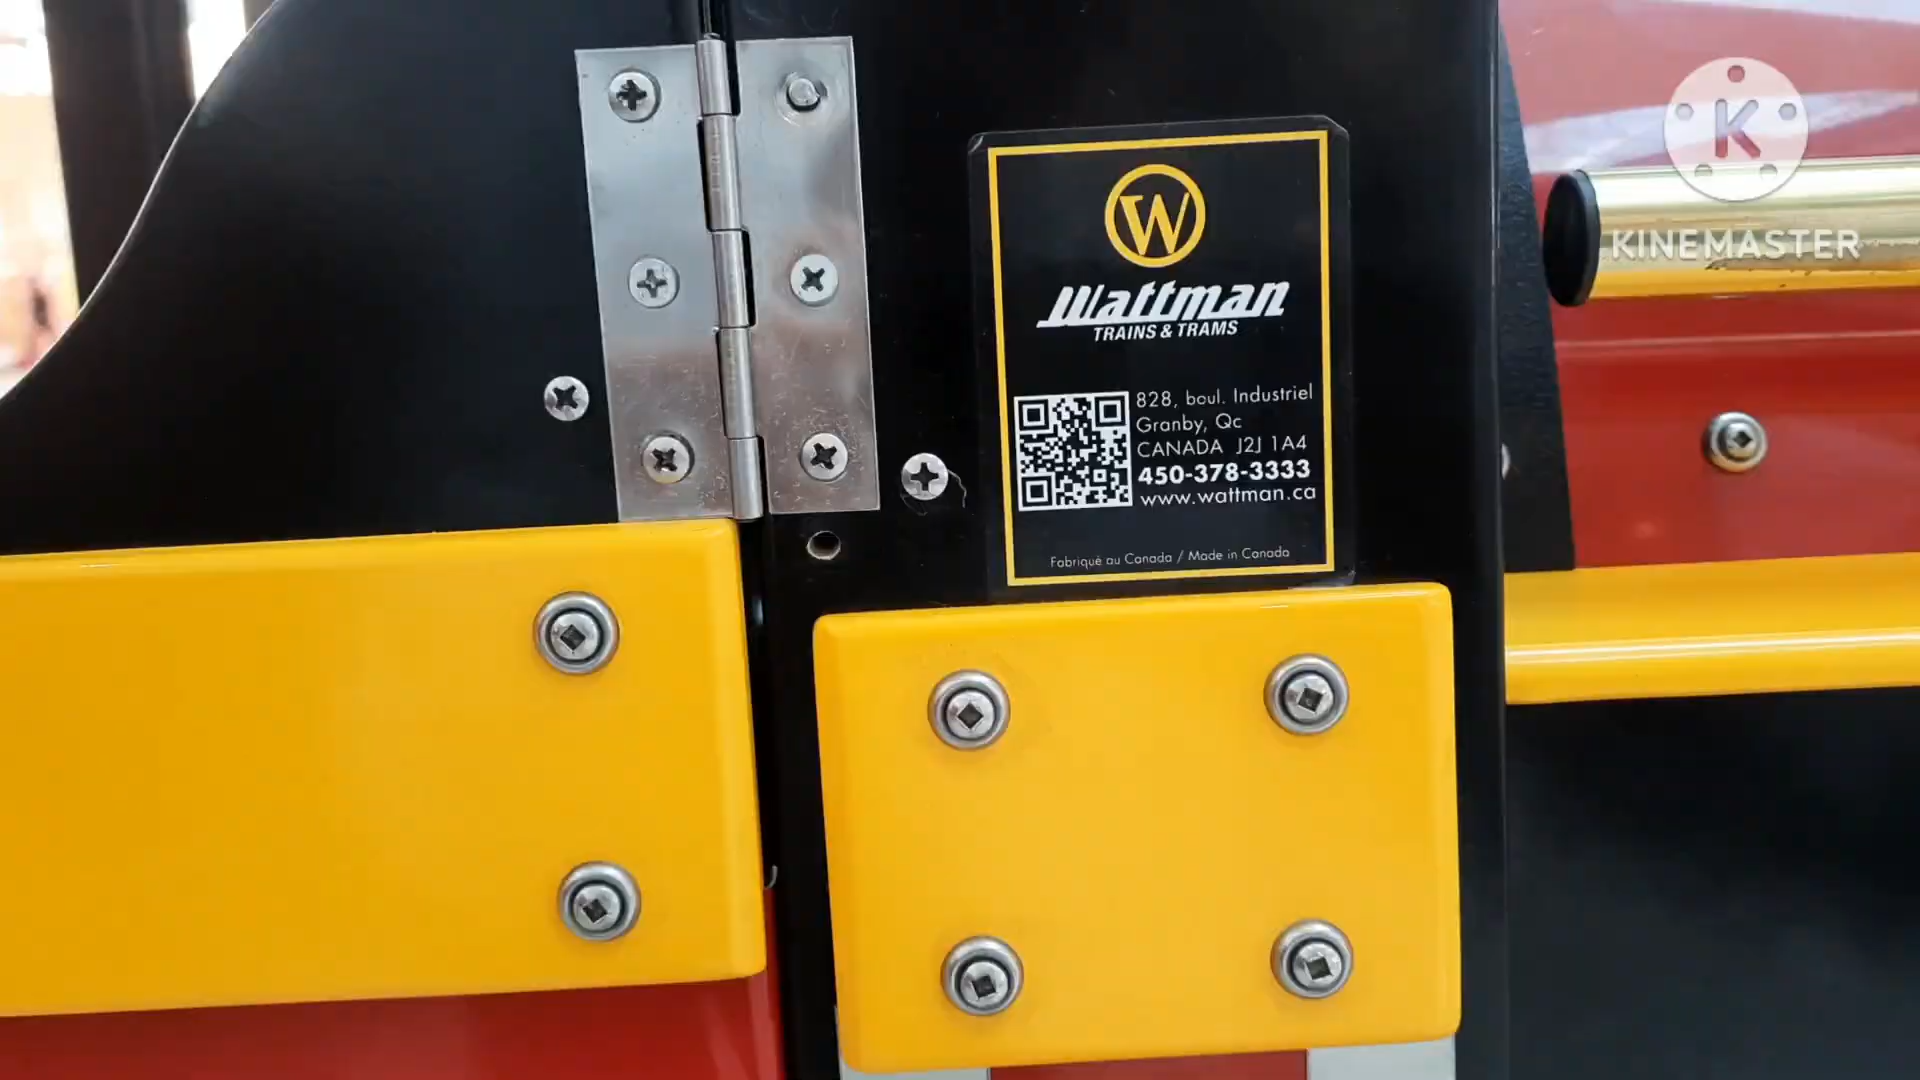 K
KINEMASTER
W
Wattman
TRAINS & TRAMS
828, boul. Industriel
Granby, Qc
CANADA J2J 1A4
450-378-3333
www.wattman.ca
Fabriqué au Canada / Made in Canada